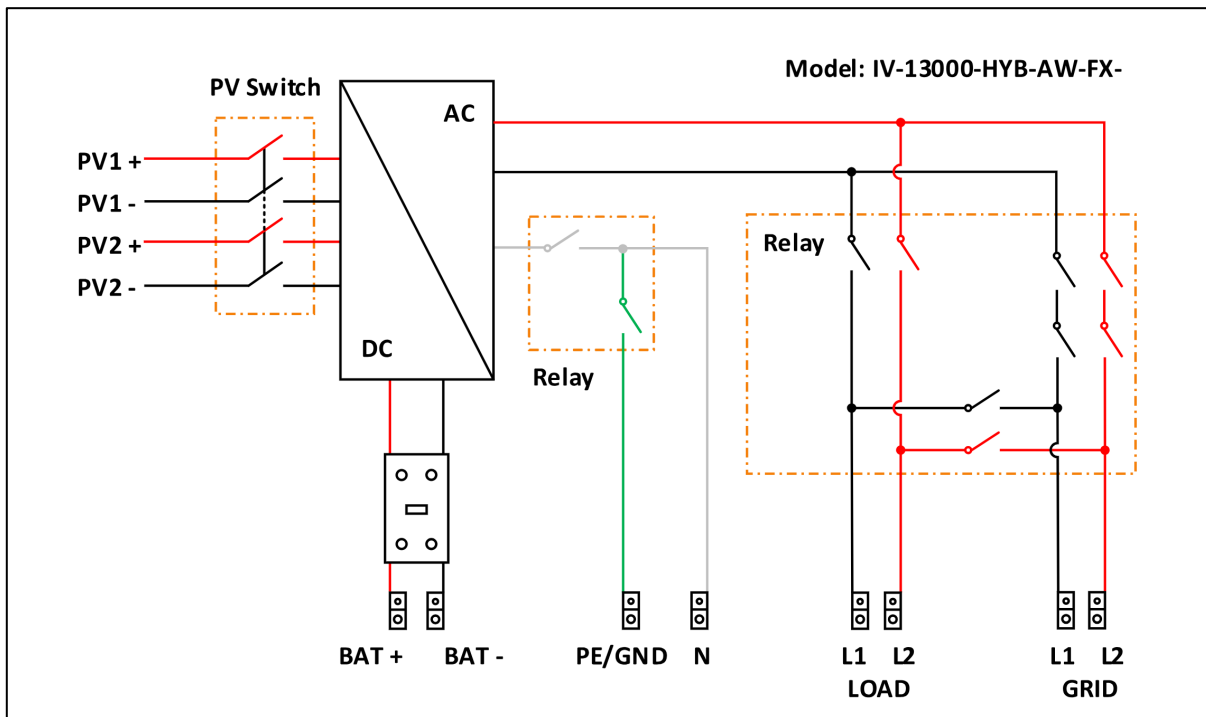 Model: IV-13000-HYB-AW-FX-
PV Switch
AC
PV1 +
PV1 -
PV2 +
PV2 -
Relay
DC
Relay
BAT +
BAT -
PE/GND
N
L1
L2
LOAD
L1
L2
GRID